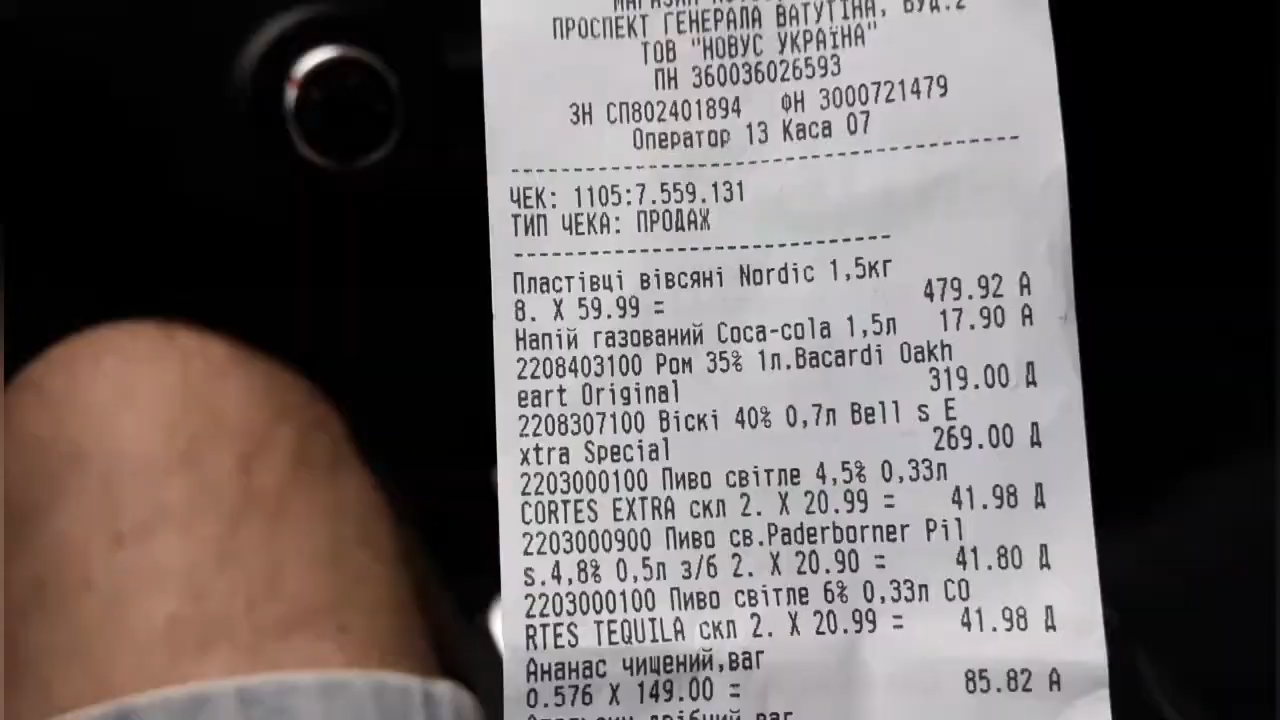 МАГАЗИН
ПРОСПЕКТ ГЕНЕРАЛА ВАТУТІНА, БУД.2
ТОВ "НОВУС УКРАЇНА"
ПН 360036026593
ЗН СП802401894 ФН 3000721479
Оператор 13 Каса 07
ЧЕК: 1105:7.559.131
ТИП ЧЕКА: ПРОДАЖ
Пластівці вівсяні Nordic 1,5кг
8. X 59.99 = 479.92 А
Напій газований Coca-cola 1,5л 17.90 А
2208403100 Ром 35% 1л.Bacardi Oakh
eart Original 319.00 Д
2208307100 Віскі 40% 0,7л Bell s E
xtra Special 269.00 Д
2203000100 Пиво світле 4,5% 0,33л
CORTES EXTRA скл 2. X 20.99 = 41.98 Д
2203000900 Пиво св.Paderborner Pil
s.4,8% 0,5л з/б 2. X 20.90 = 41.80 Д
2203000100 Пиво світле 6% 0,33л CO
RTES TEQUILA скл 2. X 20.99 = 41.98 Д
Ананас чищений,ваг
0.576 X 149.00 = 85.82 А